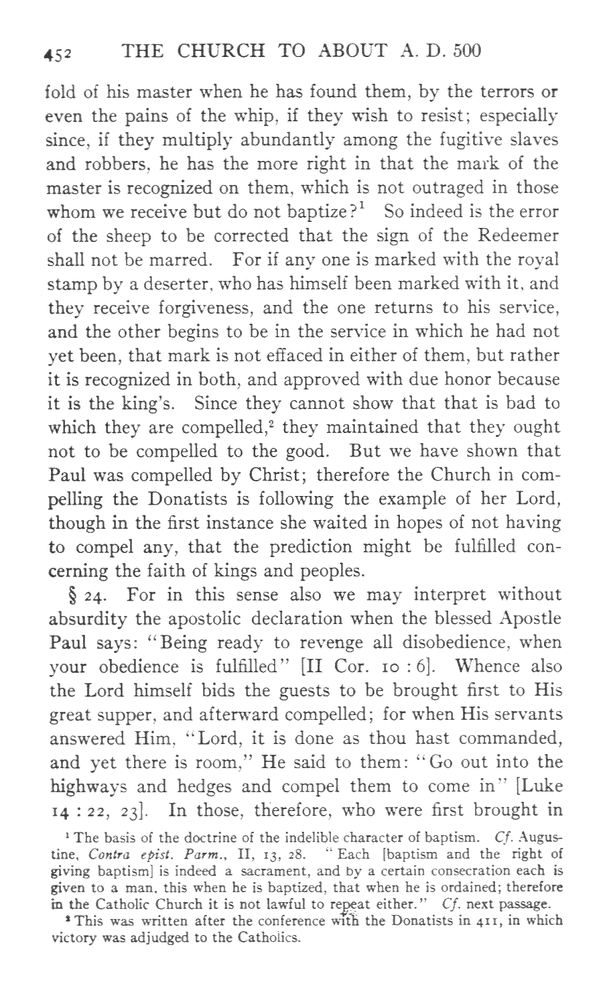 452 THE CHURCH TO ABOUT A. D. 500
fold of his master when he has found them, by the terrors or
even the pains of the whip, if they wish to resist; especially
since, if they multiply abundantly among the fugitive slaves
and robbers, he has the more right in that the mark of the
master is recognized on them, which is not outraged in those
whom we receive but do not baptize?¹ So indeed is the error
of the sheep to be corrected that the sign of the Redeemer
shall not be marred. For if any one is marked with the royal
stamp by a deserter, who has himself been marked with it, and
they receive forgiveness, and the one returns to his service,
and the other begins to be in the service in which he had not
yet been, that mark is not effaced in either of them, but rather
it is recognized in both, and approved with due honor because
it is the king's. Since they cannot show that that is bad to
which they are compelled,² they maintained that they ought
not to be compelled to the good. But we have shown that
Paul was compelled by Christ; therefore the Church in com-
pelling the Donatists is following the example of her Lord,
though in the first instance she waited in hopes of not having
to compel any, that the prediction might be fulfilled con-
cerning the faith of kings and peoples.
§ 24. For in this sense also we may interpret without
absurdity the apostolic declaration when the blessed Apostle
Paul says: "Being ready to revenge all disobedience, when
your obedience is fulfilled" [II Cor. 10 : 6]. Whence also
the Lord himself bids the guests to be brought first to His
great supper, and afterward compelled; for when His servants
answered Him, "Lord, it is done as thou hast commanded,
and yet there is room," He said to them: "Go out into the
highways and hedges and compel them to come in" [Luke
14 : 22, 23]. In those, therefore, who were first brought in
¹ The basis of the doctrine of the indelible character of baptism. Cf. Augus-
tine, Contra epist. Parm., II, 13, 28. "Each [baptism and the right of
giving baptism] is indeed a sacrament, and by a certain consecration each is
given to a man, this when he is baptized, that when he is ordained; therefore
in the Catholic Church it is not lawful to repeat either." Cf. next passage.
² This was written after the conference with the Donatists in 411, in which
victory was adjudged to the Catholics.